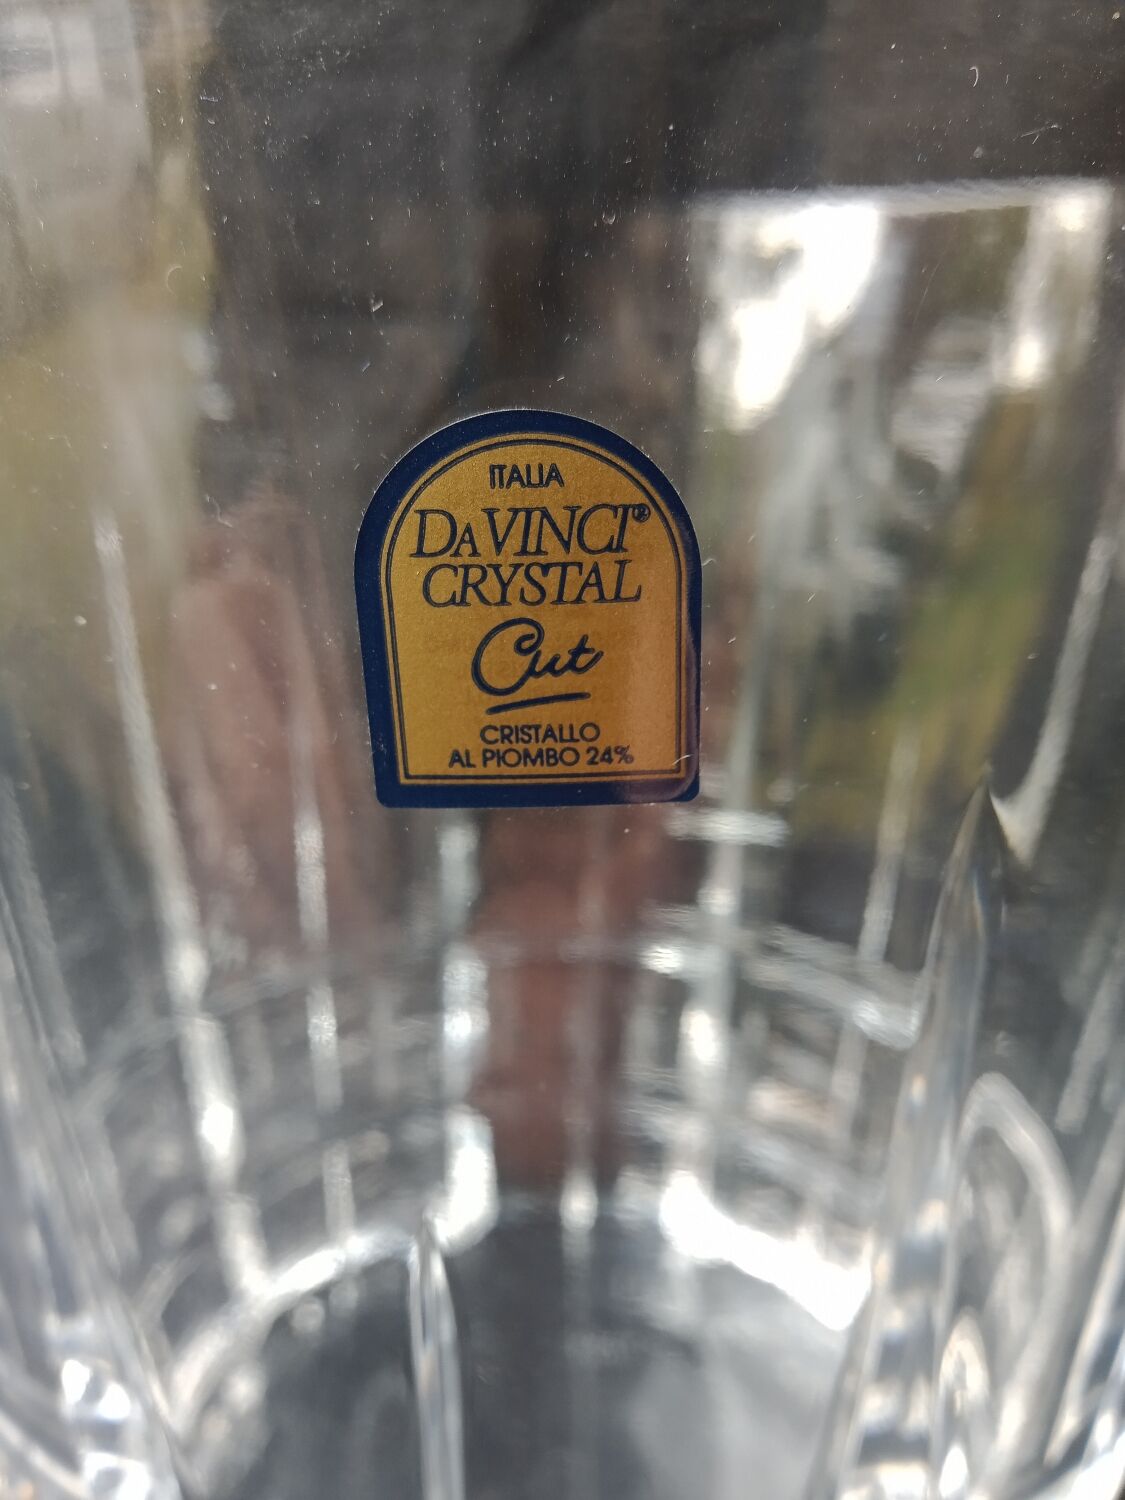 ITALIA
DAVINCI®
CRYSTAL
Cut
CRISTALLO
AL PIOMBO 24%